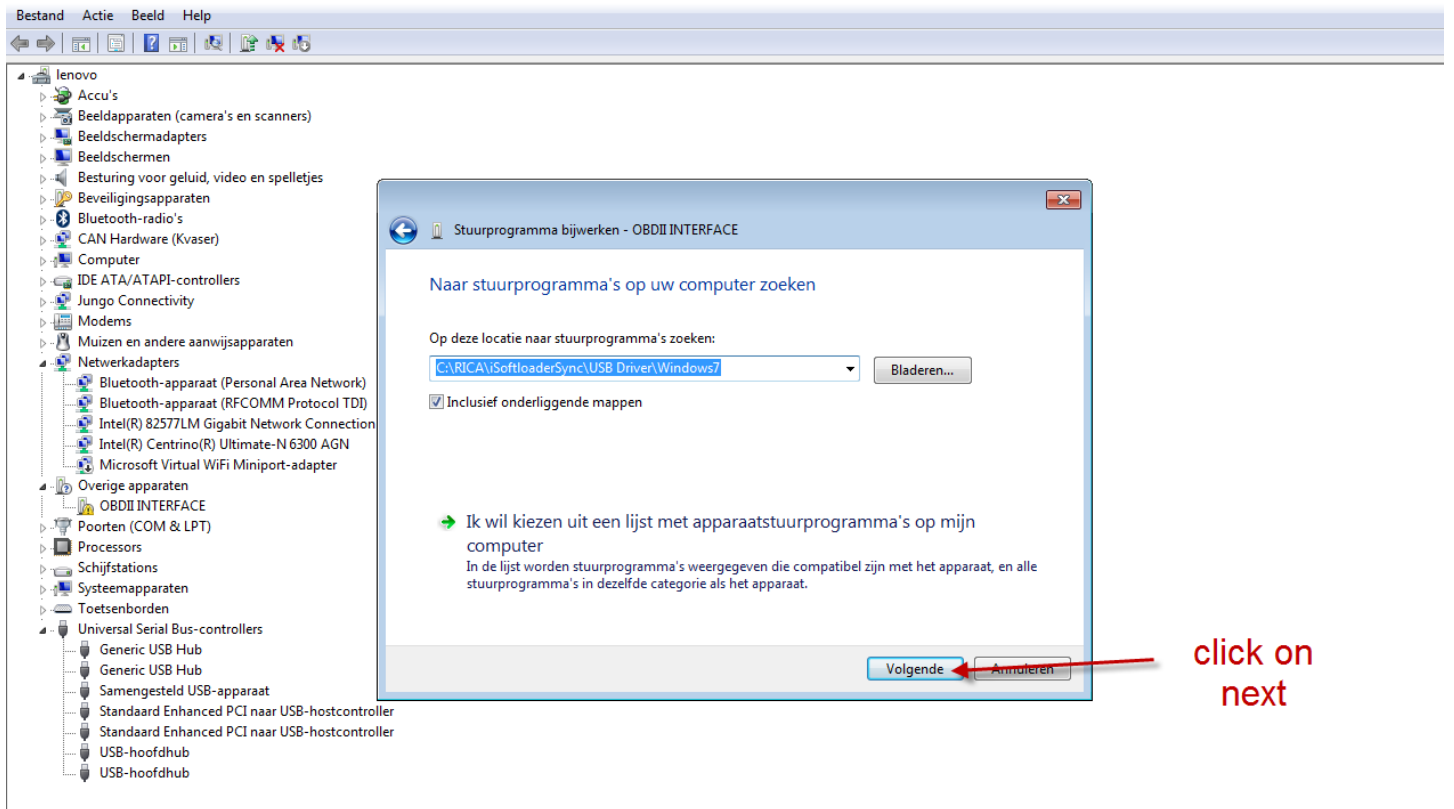 Bestand Actie Beeld Help
lenovo
Accu's
Beeldapparaten (camera's en scanners)
Beeldschermadapters
Beeldschermen
Besturing voor geluid, video en spelletjes
Beveiligingsapparaten
Bluetooth-radio's
CAN Hardware (Kvaser)
Computer
IDE ATA/ATAPI-controllers
Jungo Connectivity
Modems
Muizen en andere aanwijsapparaten
Netwerkadapters
Bluetooth-apparaat (Personal Area Network)
Bluetooth-apparaat (RFCOMM Protocol TDI)
Intel(R) 82577LM Gigabit Network Connection
Intel(R) Centrino(R) Ultimate-N 6300 AGN
Microsoft Virtual WiFi Miniport-adapter
Overige apparaten
OBDII INTERFACE
Poorten (COM & LPT)
Processors
Schijfstations
Systeemapparaten
Toetsenborden
Universal Serial Bus-controllers
Generic USB Hub
Generic USB Hub
Samengesteld USB-apparaat
Standaard Enhanced PCI naar USB-hostcontroller
Standaard Enhanced PCI naar USB-hostcontroller
USB-hoofdhub
USB-hoofdhub
Stuurprogramma bijwerken - OBDII INTERFACE
Naar stuurprogramma's op uw computer zoeken
Op deze locatie naar stuurprogramma's zoeken:
C:\RICA\iSoftloaderSync\USB Driver\Windows7
Bladeren...
Inclusief onderliggende mappen
Ik wil kiezen uit een lijst met apparaatstuurprogramma's op mijn
computer
In de lijst worden stuurprogramma's weergegeven die compatibel zijn met het apparaat, en alle
stuurprogramma's in dezelfde categorie als het apparaat.
Volgende
Annuleren
click on
next